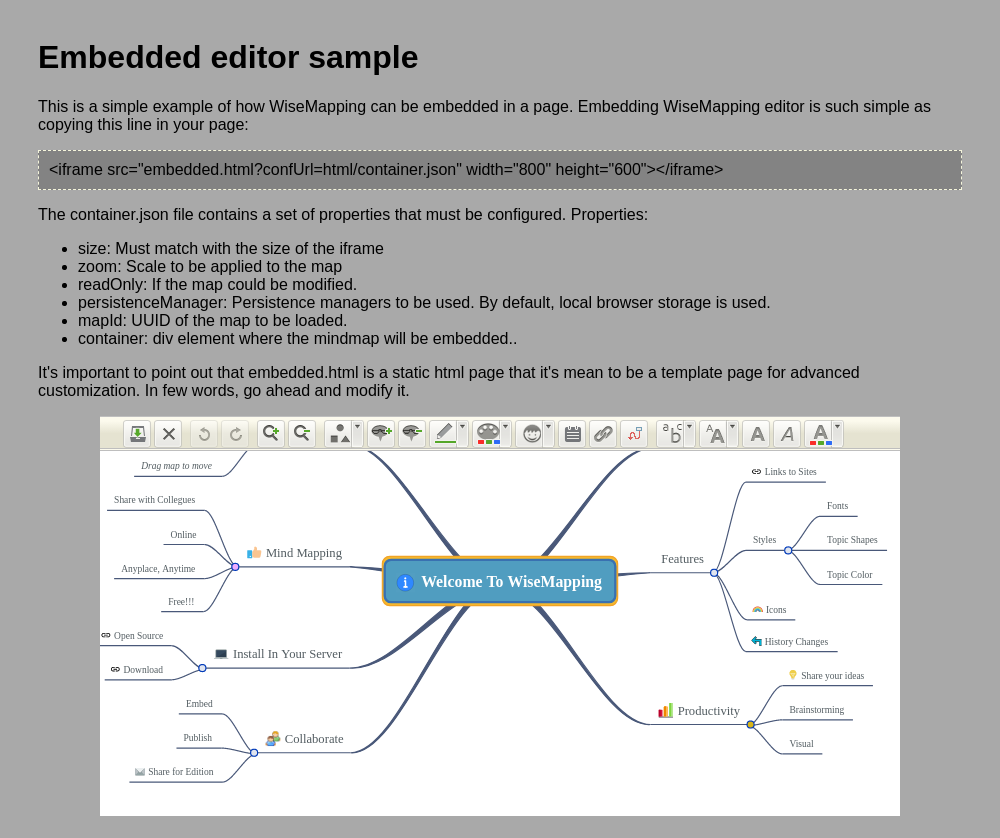 Embedded editor sample
This is a simple example of how WiseMapping can be embedded in a page. Embedding WiseMapping editor is such simple as
copying this line in your page:
<iframe src="embedded.html?confUrl=html/container.json" width="800" height="600"></iframe>
The container.json file contains a set of properties that must be configured. Properties:
• size: Must match with the size of the iframe
• zoom: Scale to be applied to the map
• readOnly: If the map could be modified.
• persistenceManager: Persistence managers to be used. By default, local browser storage is used.
• mapId: UUID of the map to be loaded.
• container: div element where the mindmap will be embedded..
It's important to point out that embedded.html is a static html page that it's mean to be a template page for advanced
customization. In few words, go ahead and modify it.
a b c
A A
A
A
A
Drag map to move
Share with Collegues
Online
Anyplace, Anytime
Free!!!
Mind Mapping
Open Source
Download
Install In Your Server
Embed
Publish
Share for Edition
Collaborate
Welcome To WiseMapping
Features
Links to Sites
Styles
Fonts
Topic Shapes
Topic Color
Icons
History Changes
Productivity
Share your ideas
Brainstorming
Visual